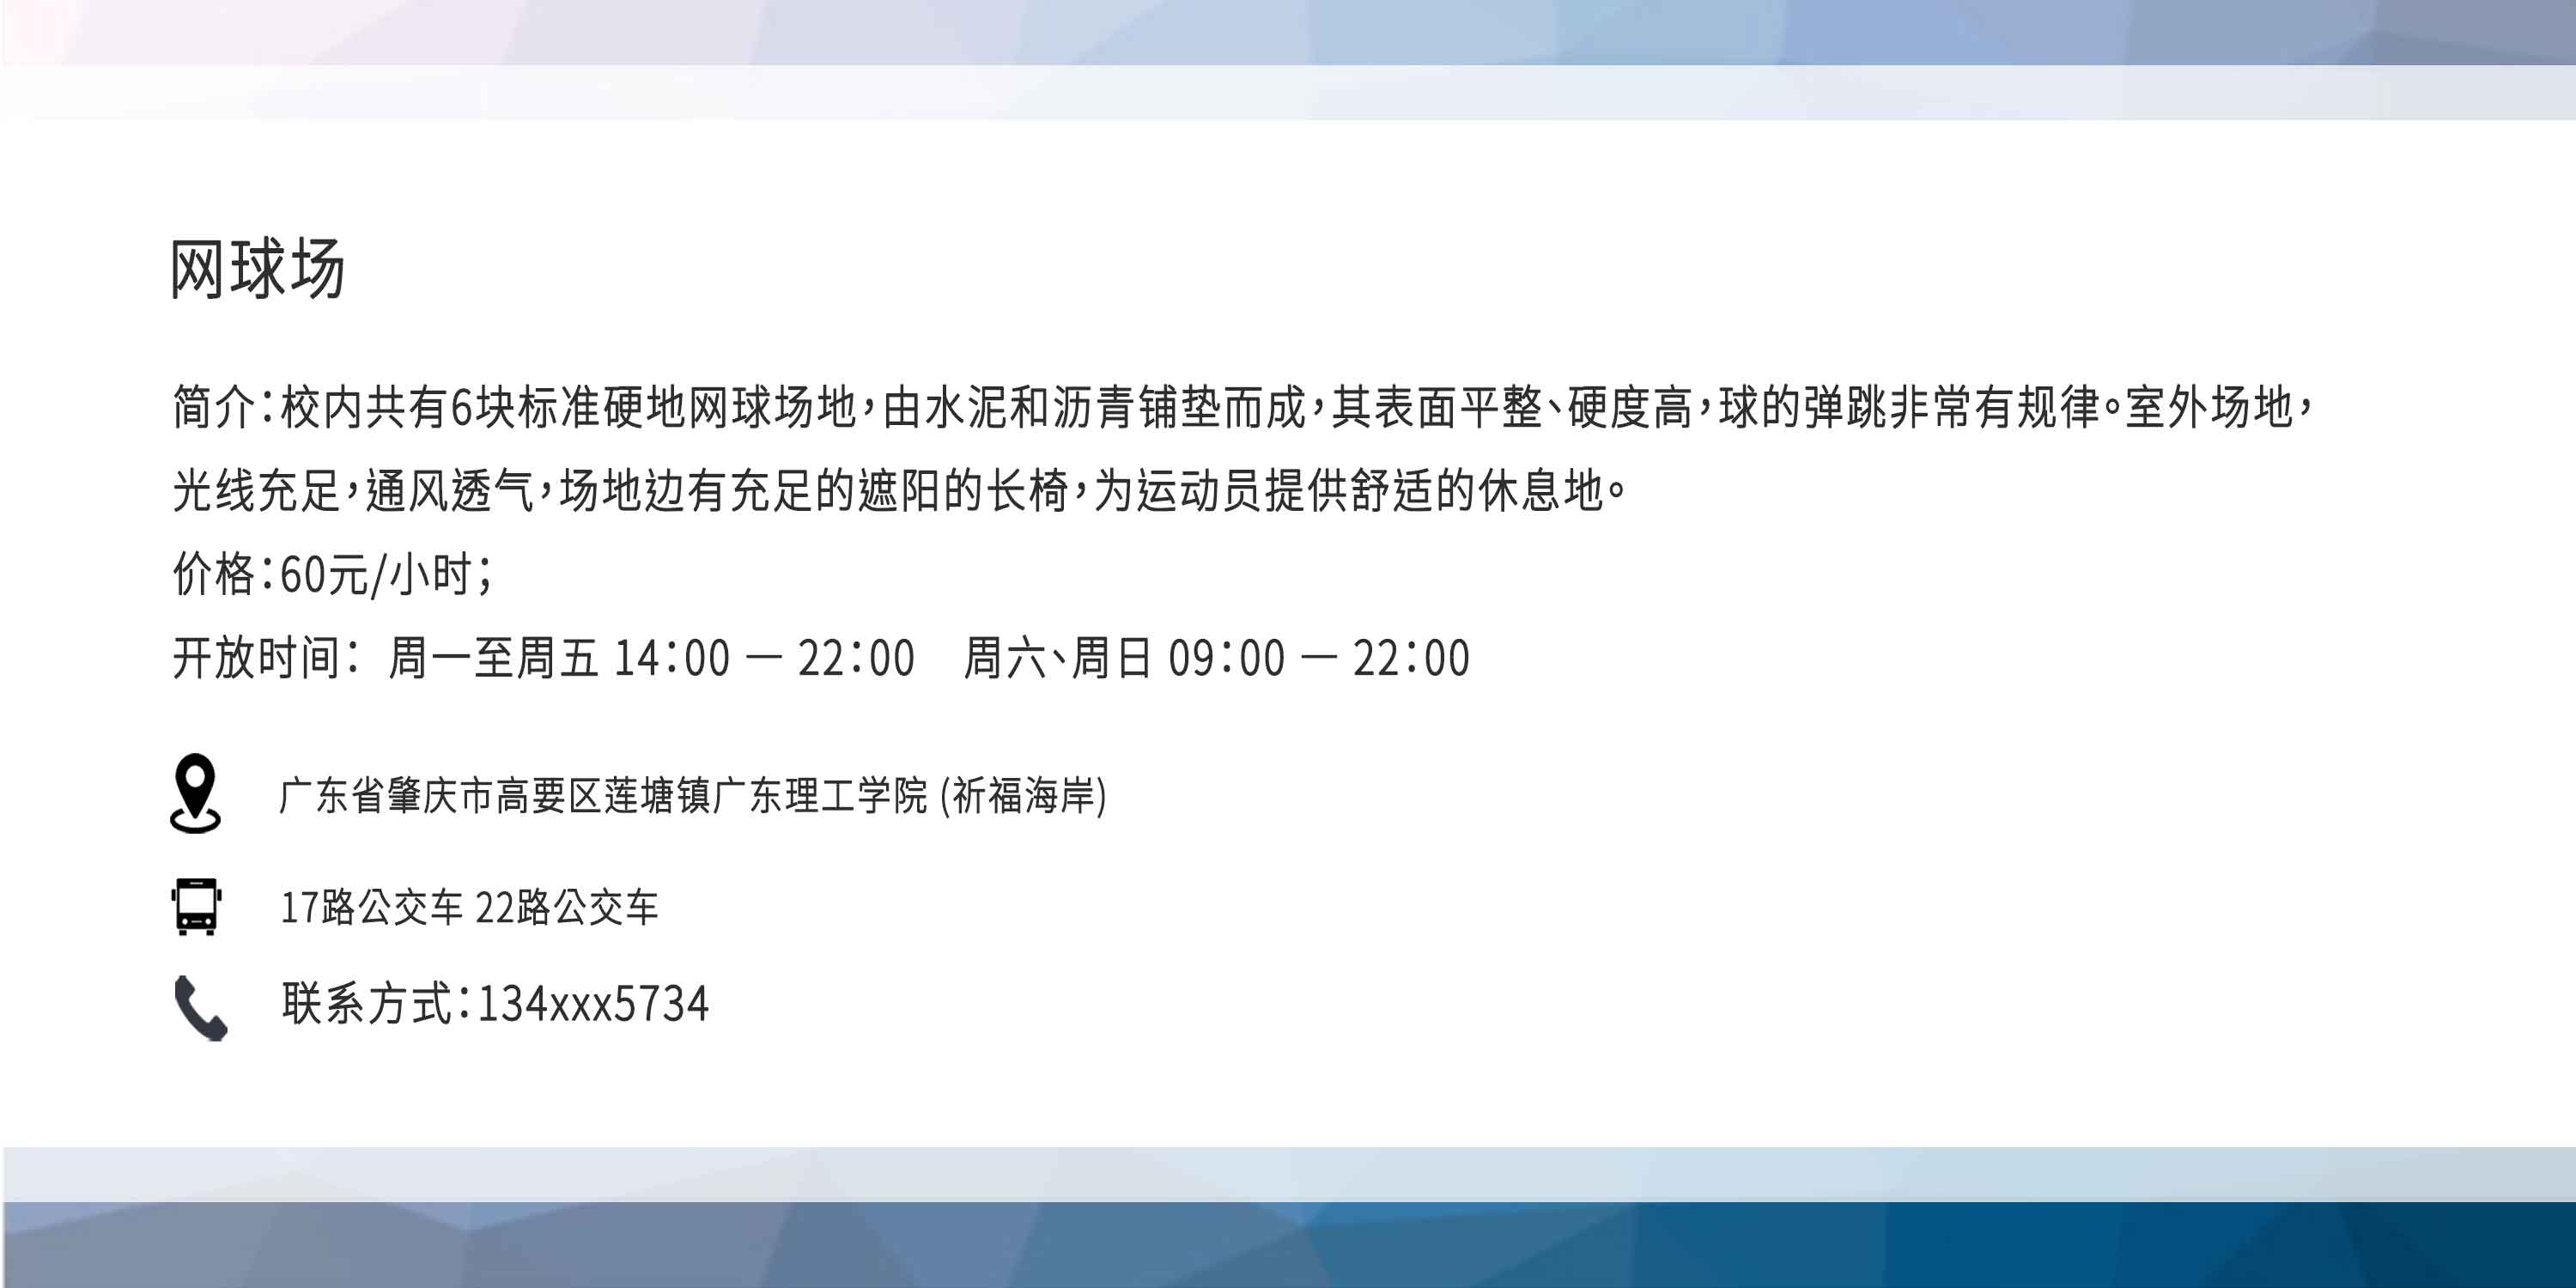 网球场
简介：校内共有6块标准硬地网球场地，由水泥和沥青铺垫而成，其表面平整、硬度高，球的弹跳非常有规律。室外场地，
光线充足，通风透气，场地边有充足的遮阳的长椅，为运动员提供舒适的休息地。
价格：60元/小时；
开放时间： 周一至周五 14：00 — 22：00  周六、周日 09：00 — 22：00
广东省肇庆市高要区莲塘镇广东理工学院 (祈福海岸)
17路公交车 22路公交车
联系方式：134xxx5734